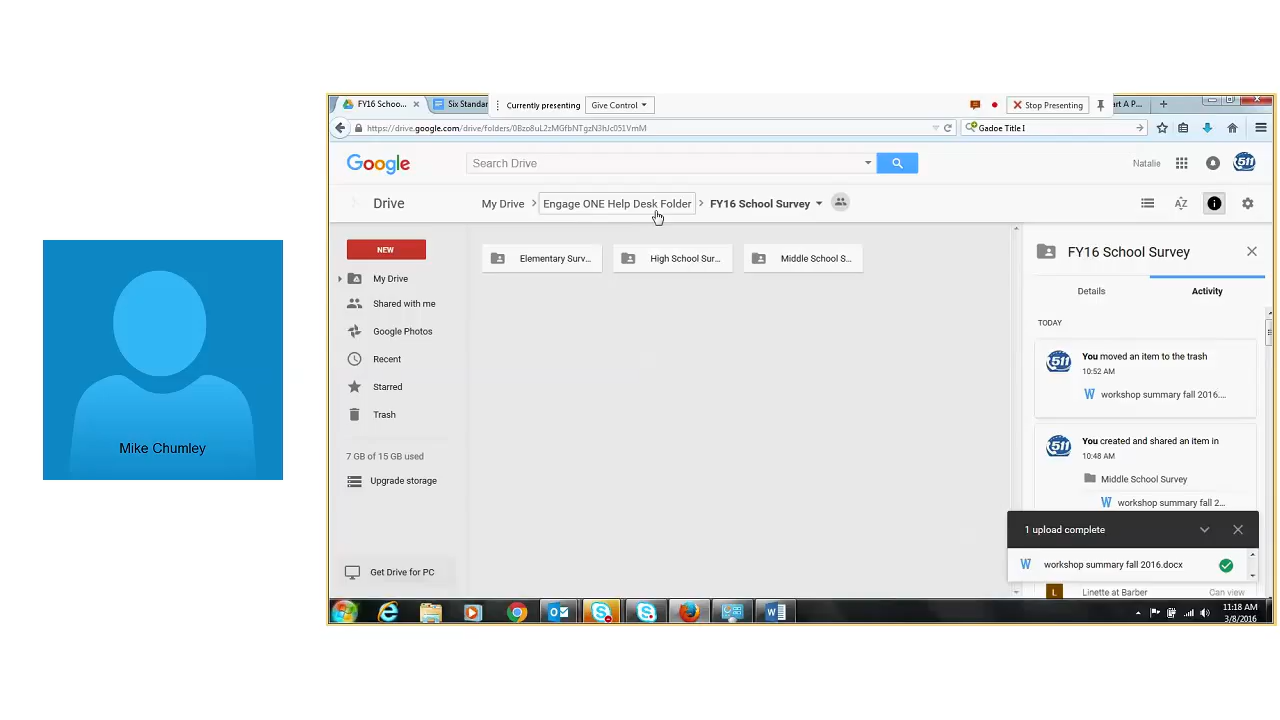 Mike Chumley
FY16 Schoo...
Six Standar
Currently presenting
Give Control
Stop Presenting
art A P...
https://drive.google.com/drive/folders/0Bzo8uL2zMGfbNTgzN3hJc051VmM
Gadoe Title I
Google
Search Drive
Natalie
511
Drive
My Drive > Engage ONE Help Desk Folder > FY16 School Survey
AZ
NEW
My Drive
Shared with me
Google Photos
Recent
Starred
Trash
7 GB of 15 GB used
Upgrade storage
Get Drive for PC
Elementary Surv...
High School Sur...
Middle School S...
FY16 School Survey
Details
Activity
TODAY
511
You moved an item to the trash
10:52 AM
W workshop summary fall 2016....
511
You created and shared an item in
10:48 AM
Middle School Survey
W workshop summary fall 2...
1 upload complete
W workshop summary fall 2016.docx
L Linette at Barber
Can view
11:18 AM
3/8/2016